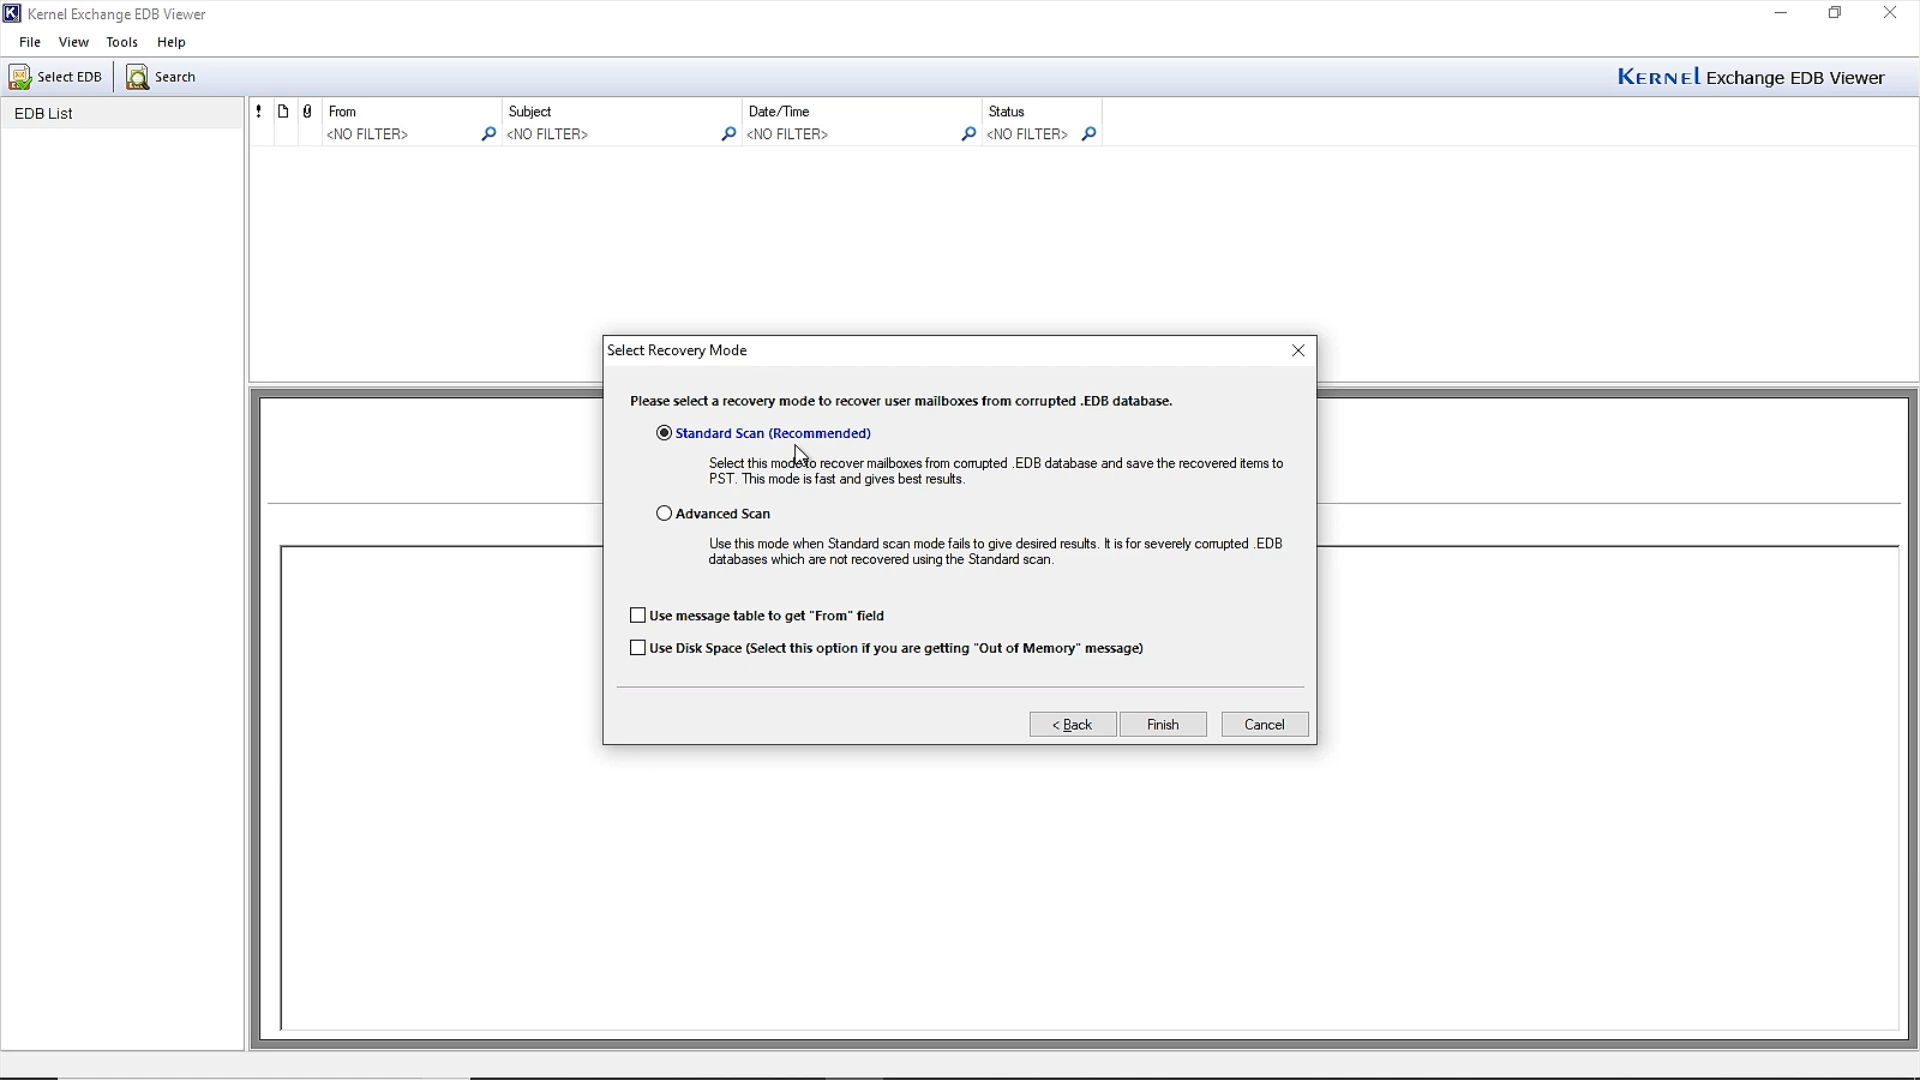 Kernel Exchange EDB Viewer
File View Tools Help
Select EDB Search KERNEL Exchange EDB Viewer
EDB List
! From Subject Date/Time Status
<NO FILTER> <NO FILTER> <NO FILTER> <NO FILTER>
Select Recovery Mode
Please select a recovery mode to recover user mailboxes from corrupted .EDB database.
Standard Scan (Recommended)
Select this mode to recover mailboxes from corrupted .EDB database and save the recovered items to
PST. This mode is fast and gives best results.
Advanced Scan
Use this mode when Standard scan mode fails to give desired results. It is for severely corrupted .EDB
databases which are not recovered using the Standard scan.
Use message table to get "From" field
Use Disk Space (Select this option if you are getting "Out of Memory" message)
< Back Finish Cancel